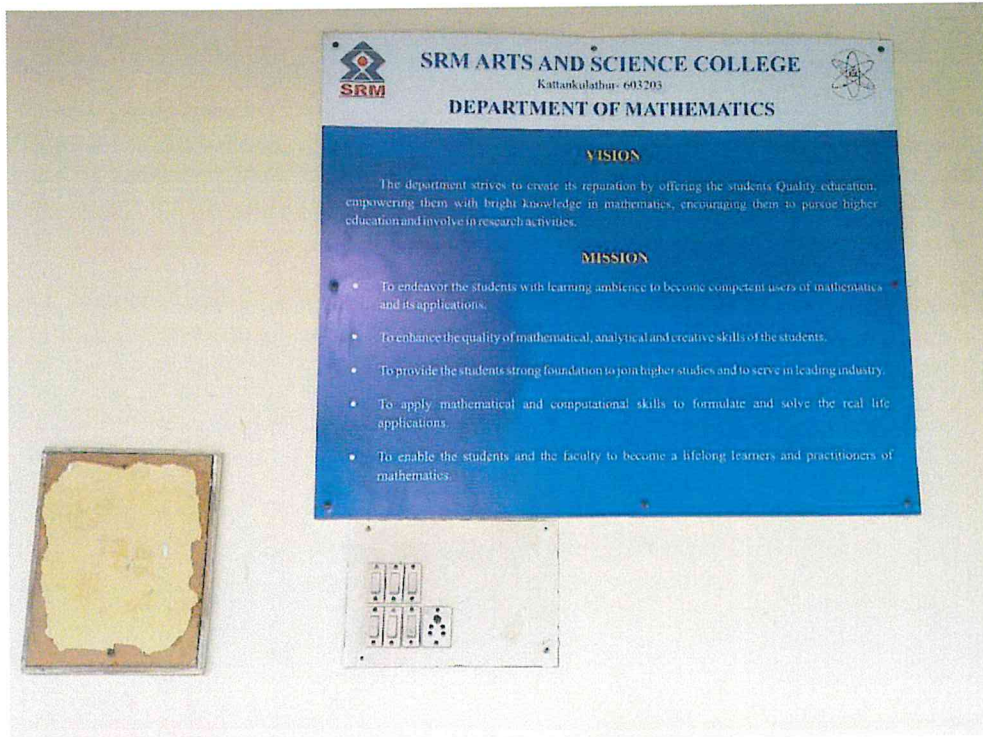 SRM
SRM ARTS AND SCIENCE COLLEGE
Kattankulathur- 603203
DEPARTMENT OF MATHEMATICS
VISION
The department strives to create its reputation by offering the students Quality education,
empowering them with bright knowledge in mathematics, encouraging them to pursue higher
education and involve in research activities.
MISSION
• To endeavor the students with learning ambience to become competent users of mathematics
and its applications.
• To enhance the quality of mathematical, analytical and creative skills of the students.
• To provide the students strong foundation to join higher studies and to serve in leading industry.
• To apply mathematical and computational skills to formulate and solve the real life
applications.
• To enable the students and the faculty to become a lifelong learners and practitioners of
mathematics.